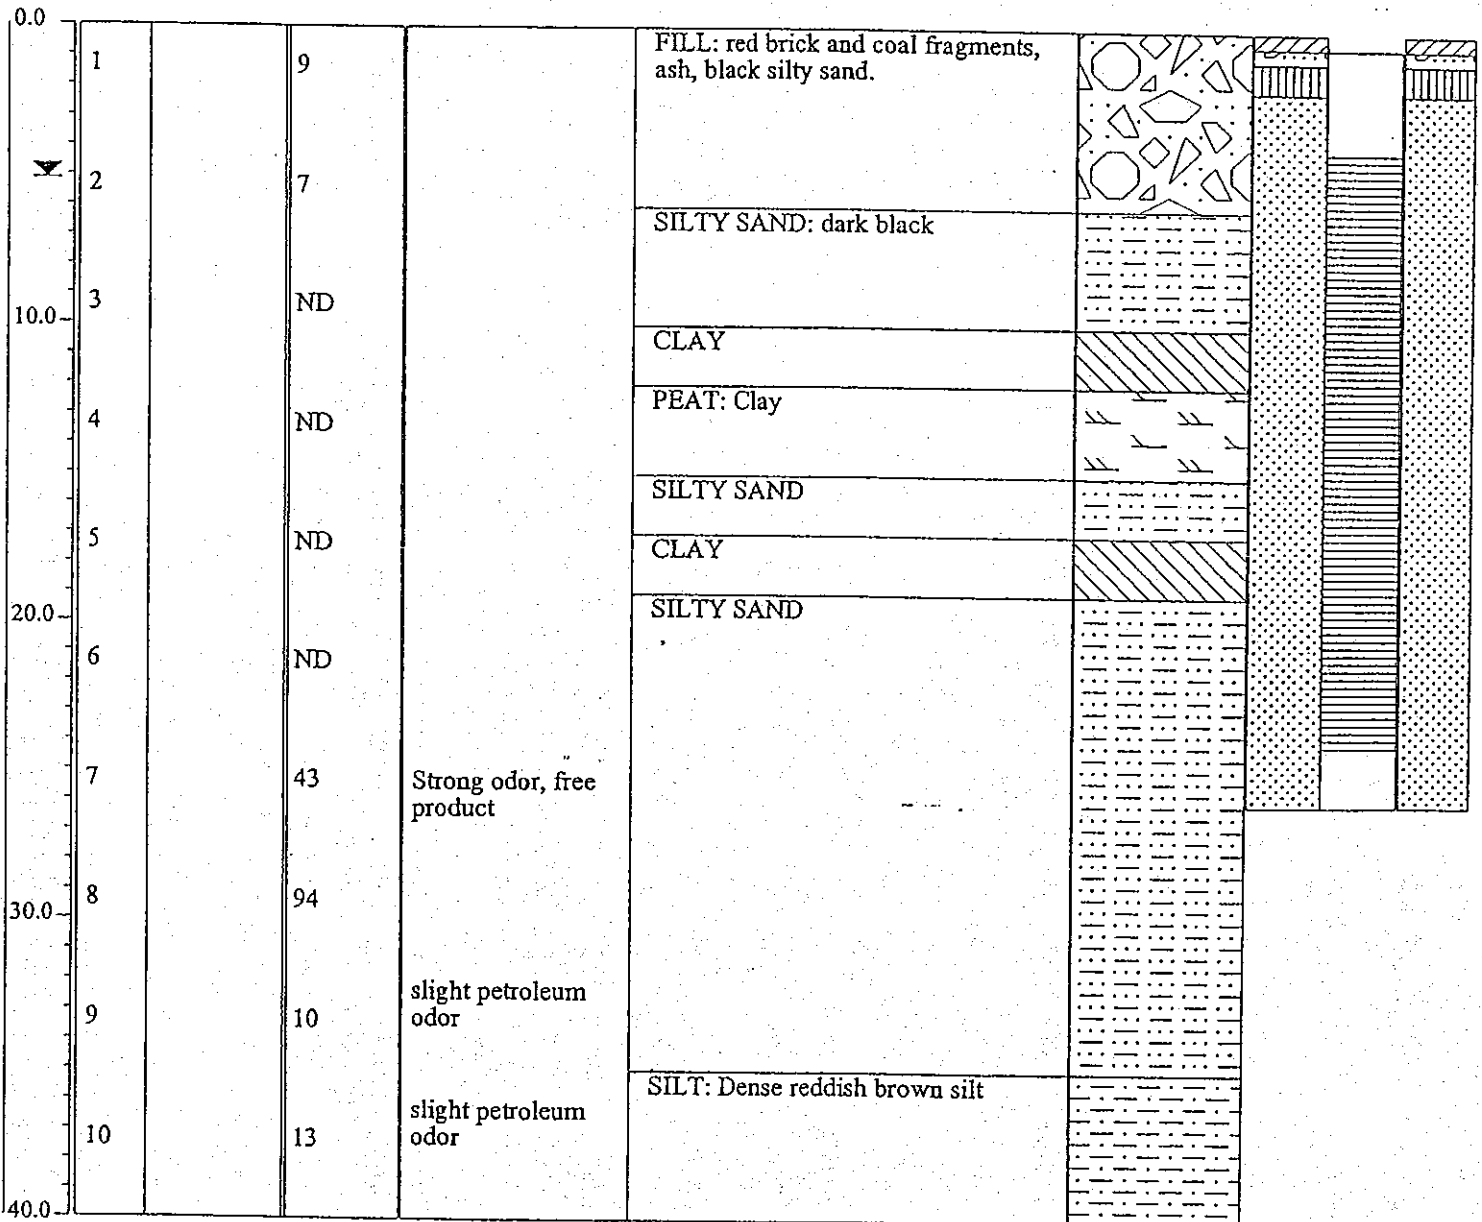 0.0
1 9 FILL: red brick and coal fragments,
ash, black silty sand.
2 7
SILTY SAND: dark black
3 ND
10.0
CLAY
PEAT: Clay
4 ND
SILTY SAND
5 ND
CLAY
20.0 SILTY SAND
6 ND
7 43 Strong odor, free
product
8 94
30.0
slight petroleum
9 10 odor
SILT: Dense reddish brown silt
slight petroleum
10 13 odor
40.0